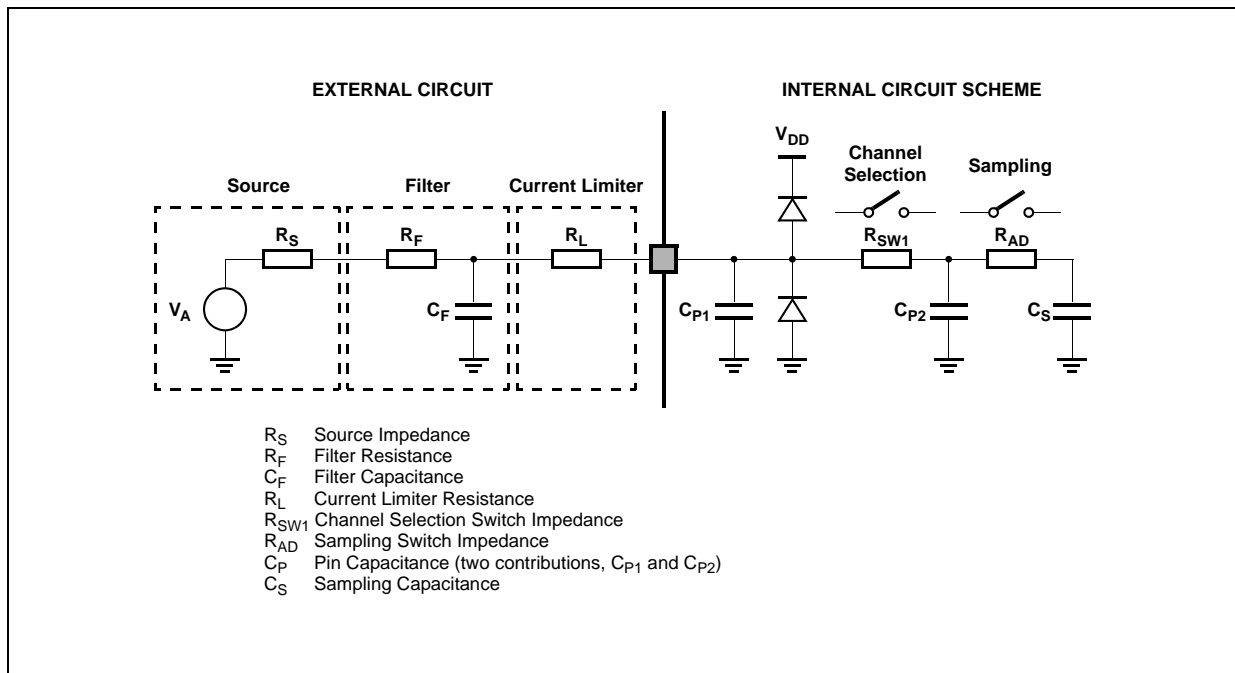 EXTERNAL CIRCUIT
INTERNAL CIRCUIT SCHEME
VDD
Channel
Selection
Sampling
Source
Filter
Current Limiter
RS
RF
RL
RSW1
RAD
VA
CF
CP1
CP2
CS
RS Source Impedance
RF Filter Resistance
CF Filter Capacitance
RL Current Limiter Resistance
RSW1 Channel Selection Switch Impedance
RAD Sampling Switch Impedance
CP Pin Capacitance (two contributions, CP1 and CP2)
CS Sampling Capacitance